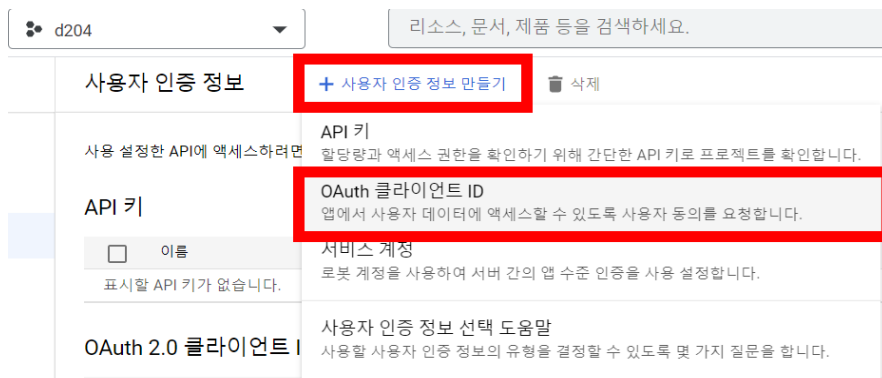 d204
리소스, 문서, 제품 등을 검색하세요.
사용자 인증 정보
+ 사용자 인증 정보 만들기
삭제
API 키
할당량과 액세스 권한을 확인하기 위해 간단한 API 키로 프로젝트를 확인합니다.
사용 설정한 API에 액세스하려면
OAuth 클라이언트 ID
앱에서 사용자 데이터에 액세스할 수 있도록 사용자 동의를 요청합니다.
API 키
이름
서비스 계정
로봇 계정을 사용하여 서버 간의 앱 수준 인증을 사용 설정합니다.
표시할 API 키가 없습니다.
사용자 인증 정보 선택 도움말
사용할 사용자 인증 정보의 유형을 결정할 수 있도록 몇 가지 질문을 합니다.
OAuth 2.0 클라이언트 I